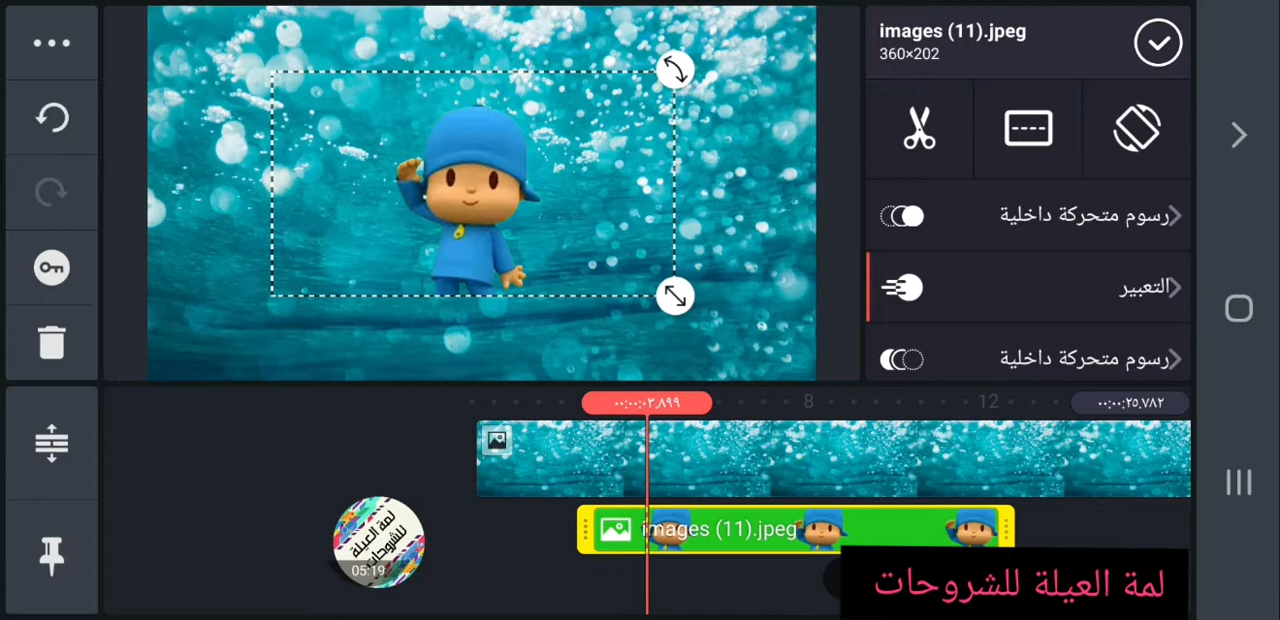 images (11).jpeg
360×202
رسوم متحركة داخلية
التعبير
رسوم متحركة داخلية
٠٠:٠٠:٠٣,٨٩٩
8
12
٠٠:٠٠:٢٥,٧٨٢
images (11).jpeg
لمة العيلة
للشروحات
05:19
لمة العيلة للشروحات